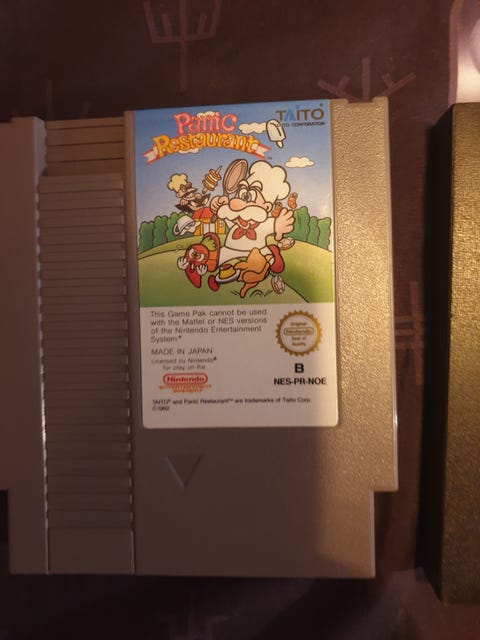 Panic
Restaurant™
TAITO
TO CORPORATION
This Game Pak cannot be used
with the Mattel or NES versions
of the Nintendo Entertainment
System®
MADE IN JAPAN
Licensed by Nintendo®
for play on the
Nintendo
Original
Nintendo
Seal of
Quality
B
NES-PR-NOE
TAITO® and Panic Restaurant™ are trademarks of Taito Corp.
©1992